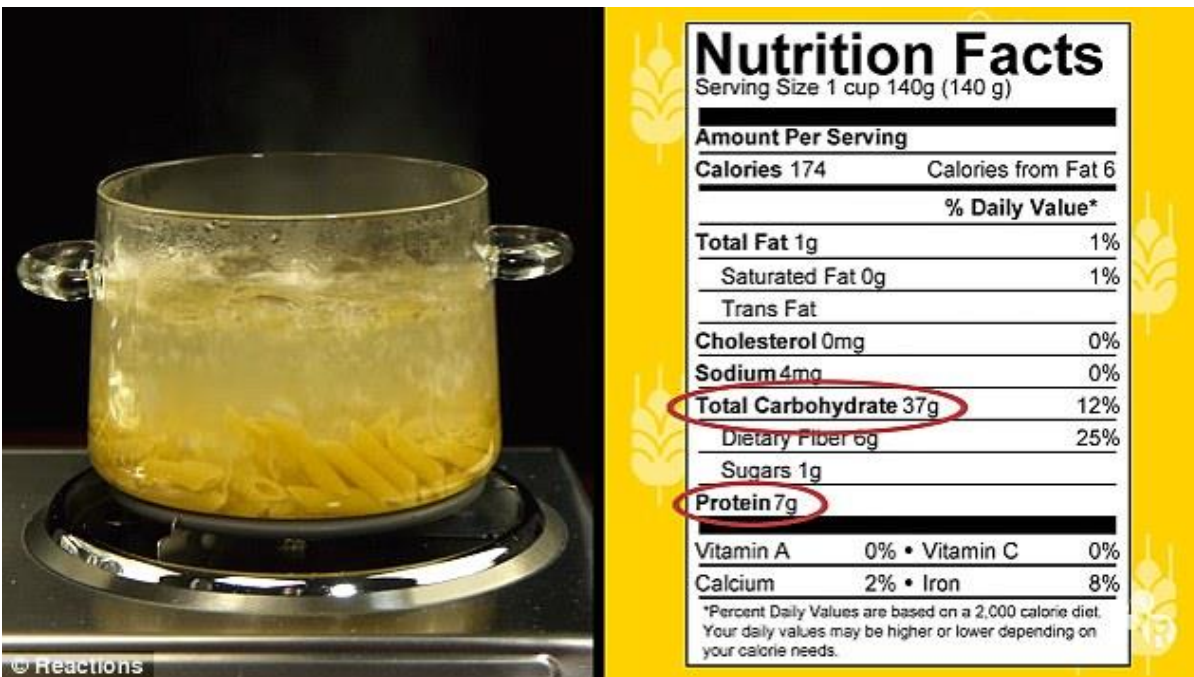 Nutrition Facts
Serving Size 1 cup 140g (140 g)
Amount Per Serving
Calories 174 Calories from Fat 6
% Daily Value*
Total Fat 1g 1%
Saturated Fat 0g 1%
Trans Fat
Cholesterol 0mg 0%
Sodium 4mg 0%
Total Carbohydrate 37g 12%
Dietary Fiber 6g 25%
Sugars 1g
Protein 7g
Vitamin A 0% • Vitamin C 0%
Calcium 2% • Iron 8%
*Percent Daily Values are based on a 2,000 calorie diet.
Your daily values may be higher or lower depending on
your calorie needs.
© Reactions